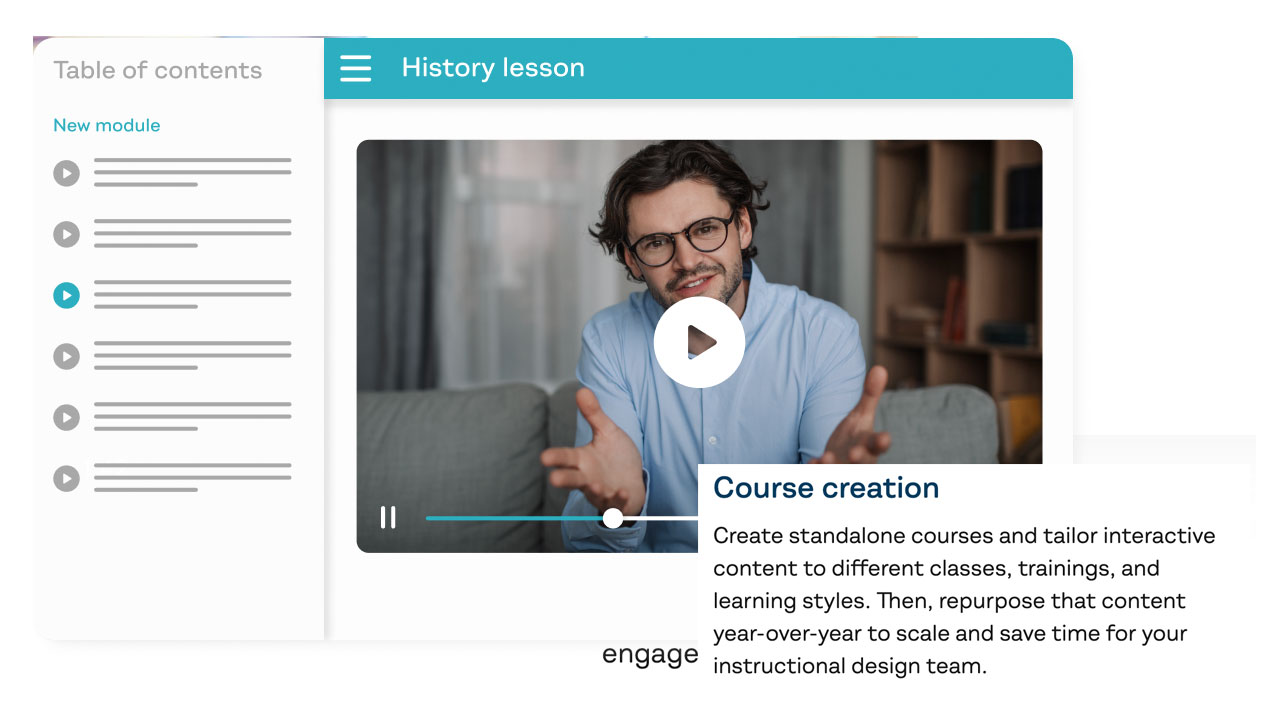 Table of contents
New module
History lesson
Course creation
Create standalone courses and tailor interactive
content to different classes, trainings, and
learning styles. Then, repurpose that content
year-over-year to scale and save time for your
instructional design team.
engage